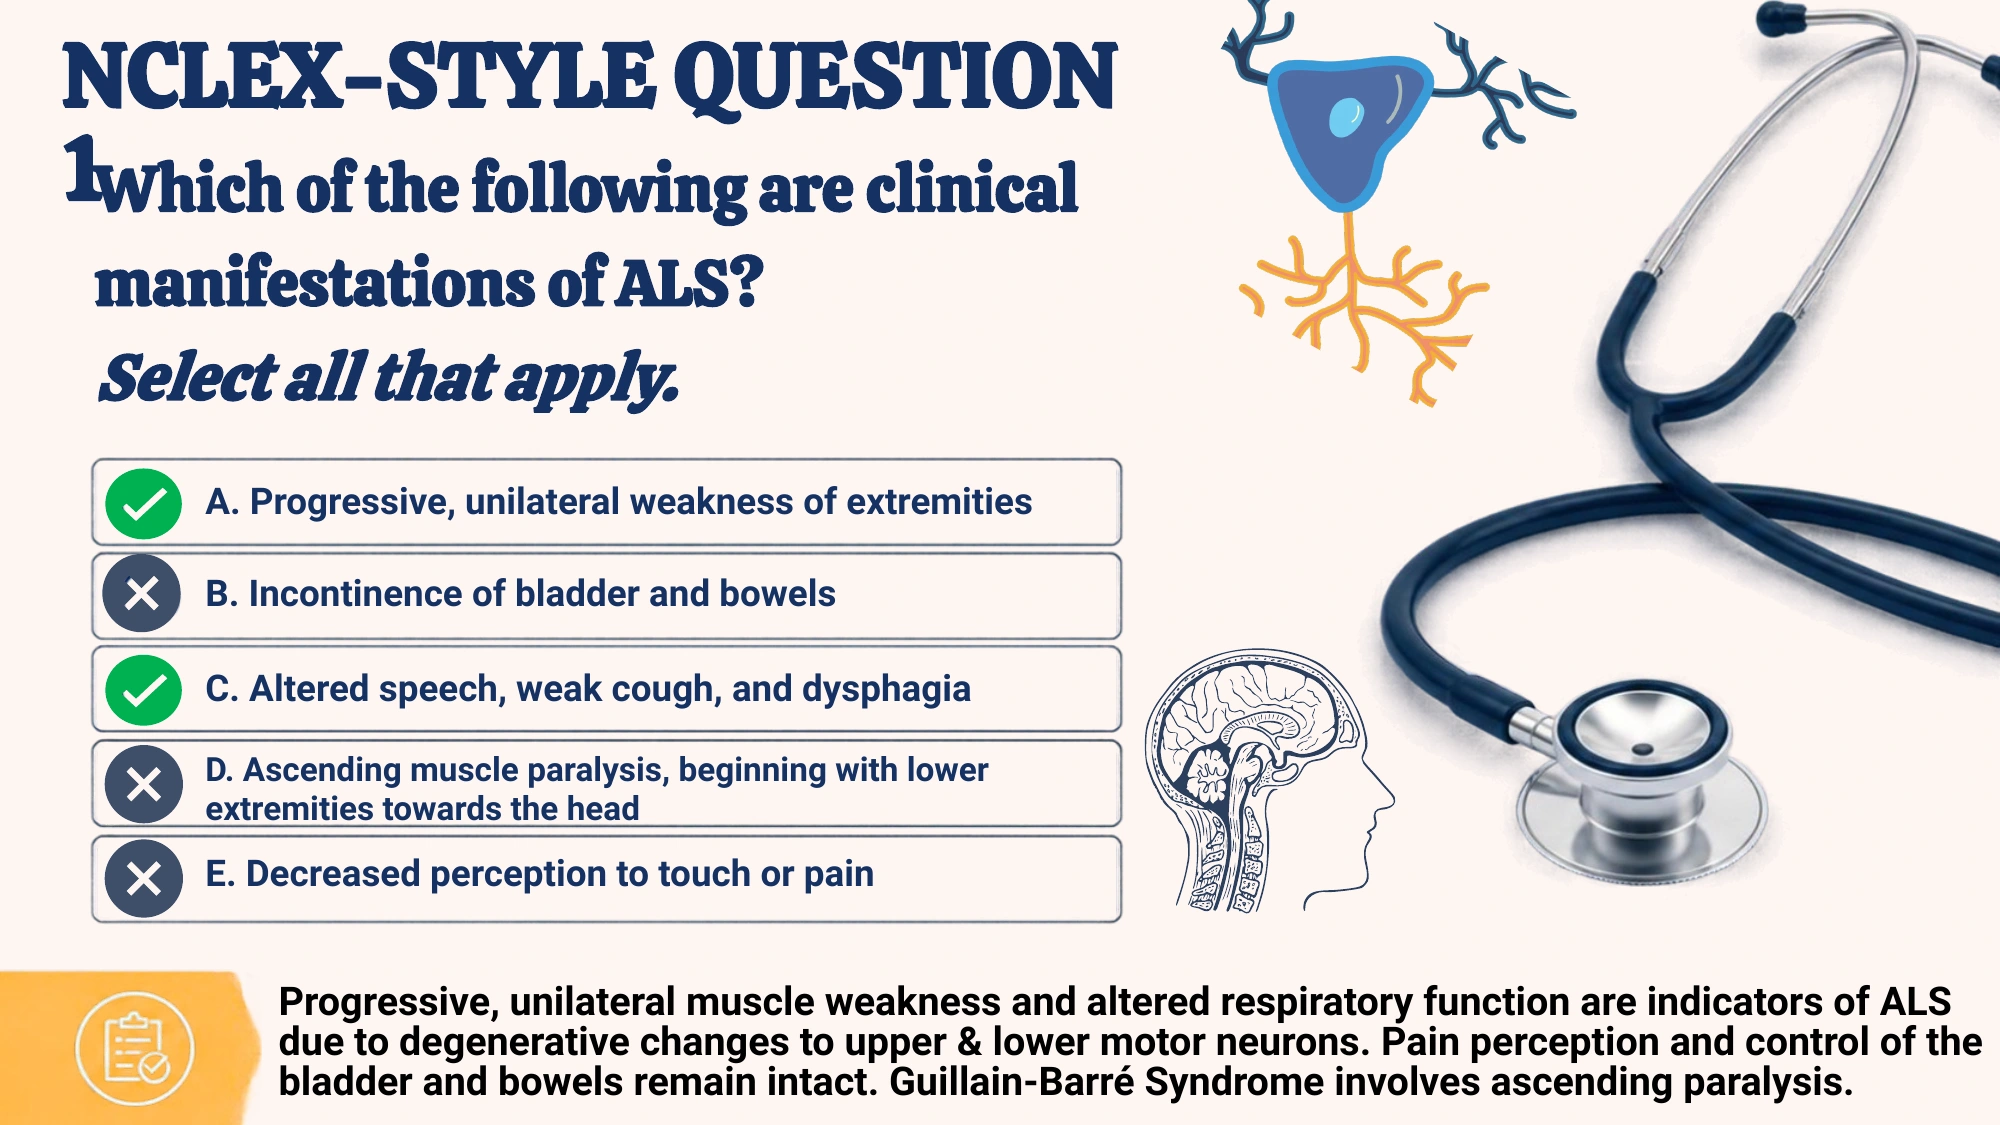 NCLEX-STYLE QUESTION
1
Which of the following are clinical
manifestations of ALS?
Select all that apply.
A. Progressive, unilateral weakness of extremities
B. Incontinence of bladder and bowels
C. Altered speech, weak cough, and dysphagia
D. Ascending muscle paralysis, beginning with lower
extremities towards the head
E. Decreased perception to touch or pain
Progressive, unilateral muscle weakness and altered respiratory function are indicators of ALS
due to degenerative changes to upper & lower motor neurons. Pain perception and control of the
bladder and bowels remain intact. Guillain-Barré Syndrome involves ascending paralysis.